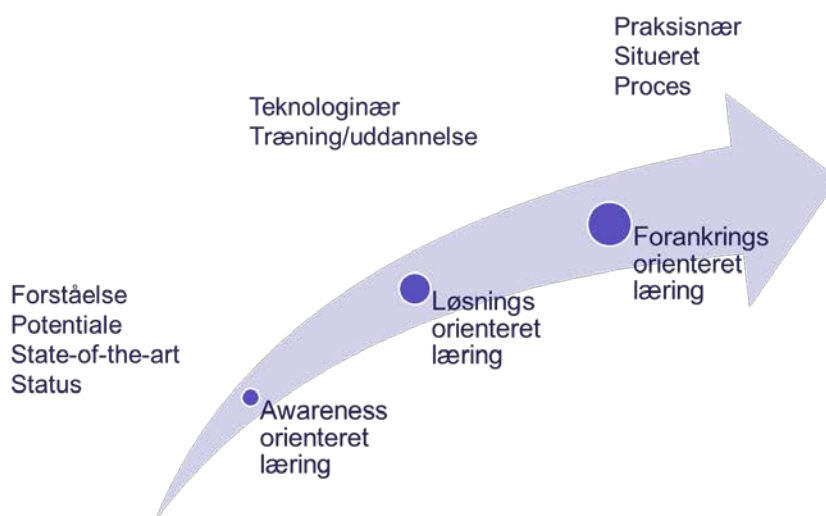 Praksisnær
Situeret
Proces
Teknologinær
Træning/uddannelse
Forankrings
orienteret
læring
Forståelse
Potentiale
State-of-the-art
Status
Løsnings
orienteret
læring
Awareness
orienteret
læring